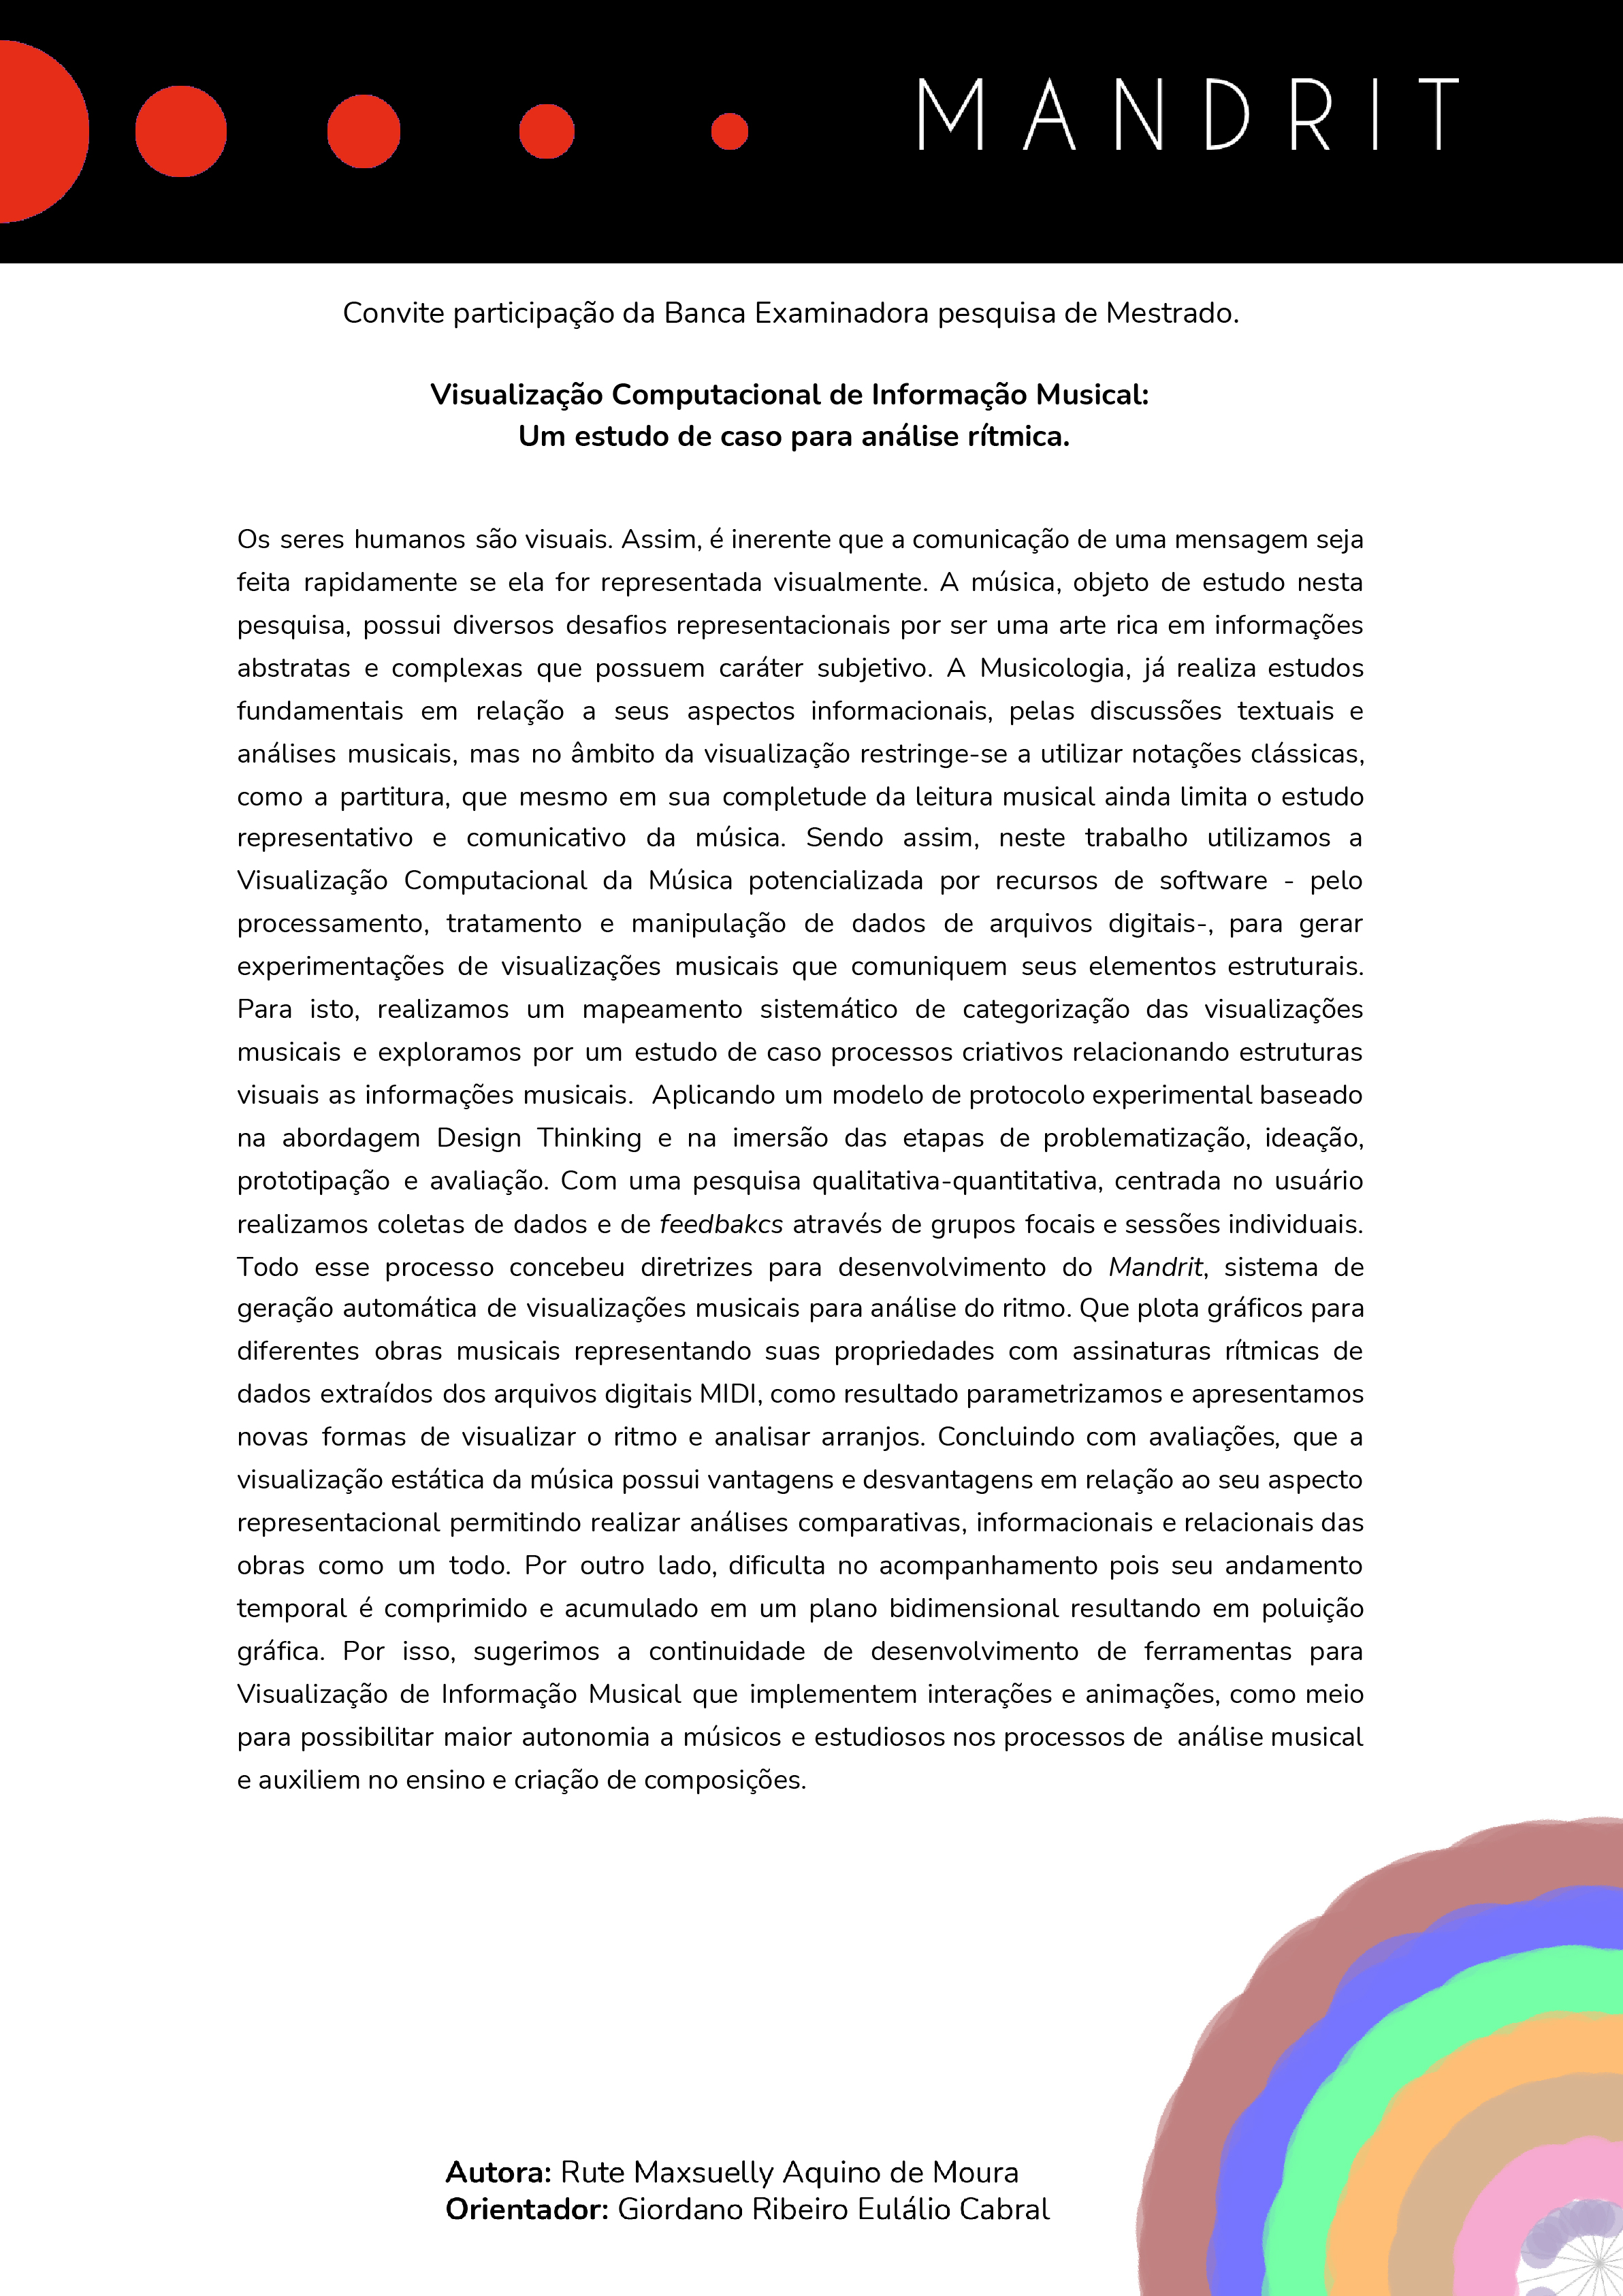 MANDRIT
Convite participação da Banca Examinadora pesquisa de Mestrado.
Visualização Computacional de Informação Musical:
Um estudo de caso para análise rítmica.
Os seres humanos são visuais. Assim, é inerente que a comunicação de uma mensagem seja
feita rapidamente se ela for representada visualmente. A música, objeto de estudo nesta
pesquisa, possui diversos desafios representacionais por ser uma arte rica em informações
abstratas e complexas que possuem caráter subjetivo. A Musicologia, já realiza estudos
fundamentais em relação a seus aspectos informacionais, pelas discussões textuais e
análises musicais, mas no âmbito da visualização restringe-se a utilizar notações clássicas,
como a partitura, que mesmo em sua completude da leitura musical ainda limita o estudo
representativo e comunicativo da música. Sendo assim, neste trabalho utilizamos a
Visualização Computacional da Música potencializada por recursos de software - pelo
processamento, tratamento e manipulação de dados de arquivos digitais-, para gerar
experimentações de visualizações musicais que comuniquem seus elementos estruturais.
Para isto, realizamos um mapeamento sistemático de categorização das visualizações
musicais e exploramos por um estudo de caso processos criativos relacionando estruturas
visuais as informações musicais. Aplicando um modelo de protocolo experimental baseado
na abordagem Design Thinking e na imersão das etapas de problematização, ideação,
prototipação e avaliação. Com uma pesquisa qualitativa-quantitativa, centrada no usuário
realizamos coletas de dados e de feedbakcs através de grupos focais e sessões individuais.
Todo esse processo concebeu diretrizes para desenvolvimento do Mandrit, sistema de
geração automática de visualizações musicais para análise do ritmo. Que plota gráficos para
diferentes obras musicais representando suas propriedades com assinaturas rítmicas de
dados extraídos dos arquivos digitais MIDI, como resultado parametrizamos e apresentamos
novas formas de visualizar o ritmo e analisar arranjos. Concluindo com avaliações, que a
visualização estática da música possui vantagens e desvantagens em relação ao seu aspecto
representacional permitindo realizar análises comparativas, informacionais e relacionais das
obras como um todo. Por outro lado, dificulta no acompanhamento pois seu andamento
temporal é comprimido e acumulado em um plano bidimensional resultando em poluição
gráfica. Por isso, sugerimos a continuidade de desenvolvimento de ferramentas para
Visualização de Informação Musical que implementem interações e animações, como meio
para possibilitar maior autonomia a músicos e estudiosos nos processos de análise musical
e auxiliem no ensino e criação de composições.
Autora: Rute Maxsuelly Aquino de Moura
Orientador: Giordano Ribeiro Eulálio Cabral